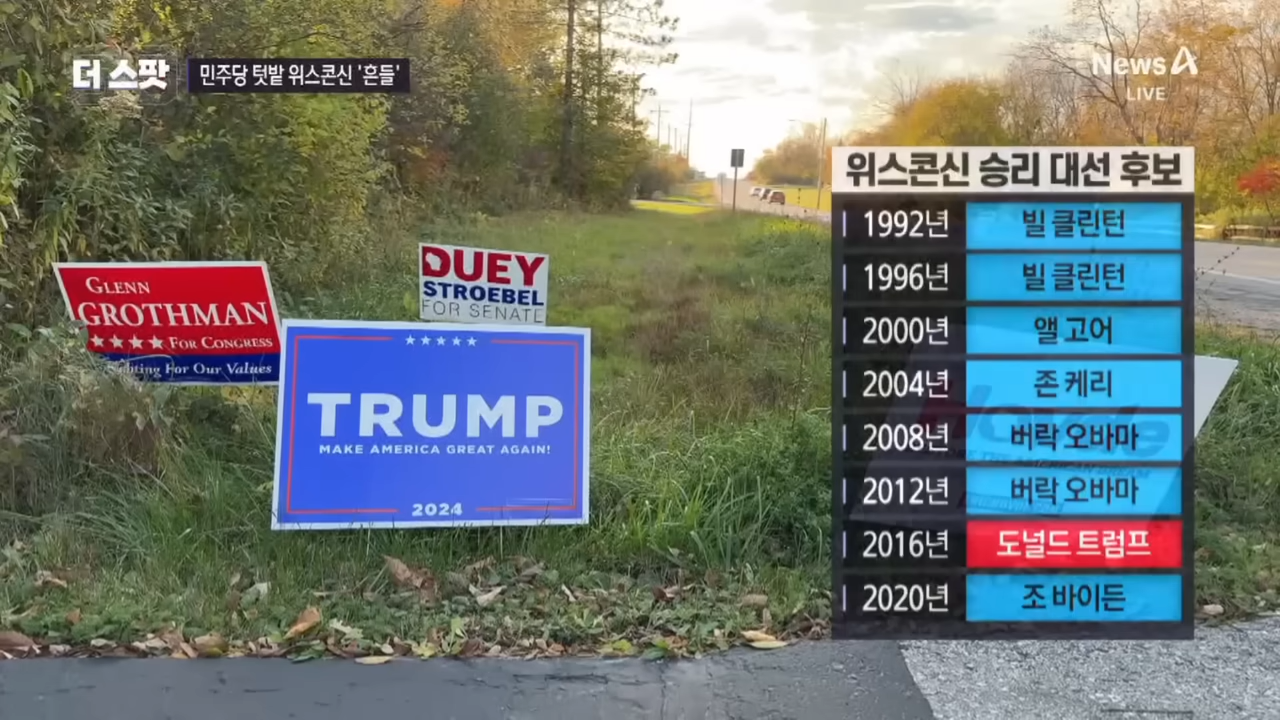 더 스팟
민주당 텃밭 위스콘신 '흔들'
News A
LIVE
GLENN
GROTHMAN
★★★★ FOR CONGRESS
Fighting For Our Values
DUEY
STROEBEL
FOR SENATE
★★★★★
TRUMP
MAKE AMERICA GREAT AGAIN!
2024
위스콘신 승리 대선 후보
1992년 빌 클린턴
1996년 빌 클린턴
2000년 앨 고어
2004년 존 케리
2008년 버락 오바마
2012년 버락 오바마
2016년 도널드 트럼프
2020년 조 바이든